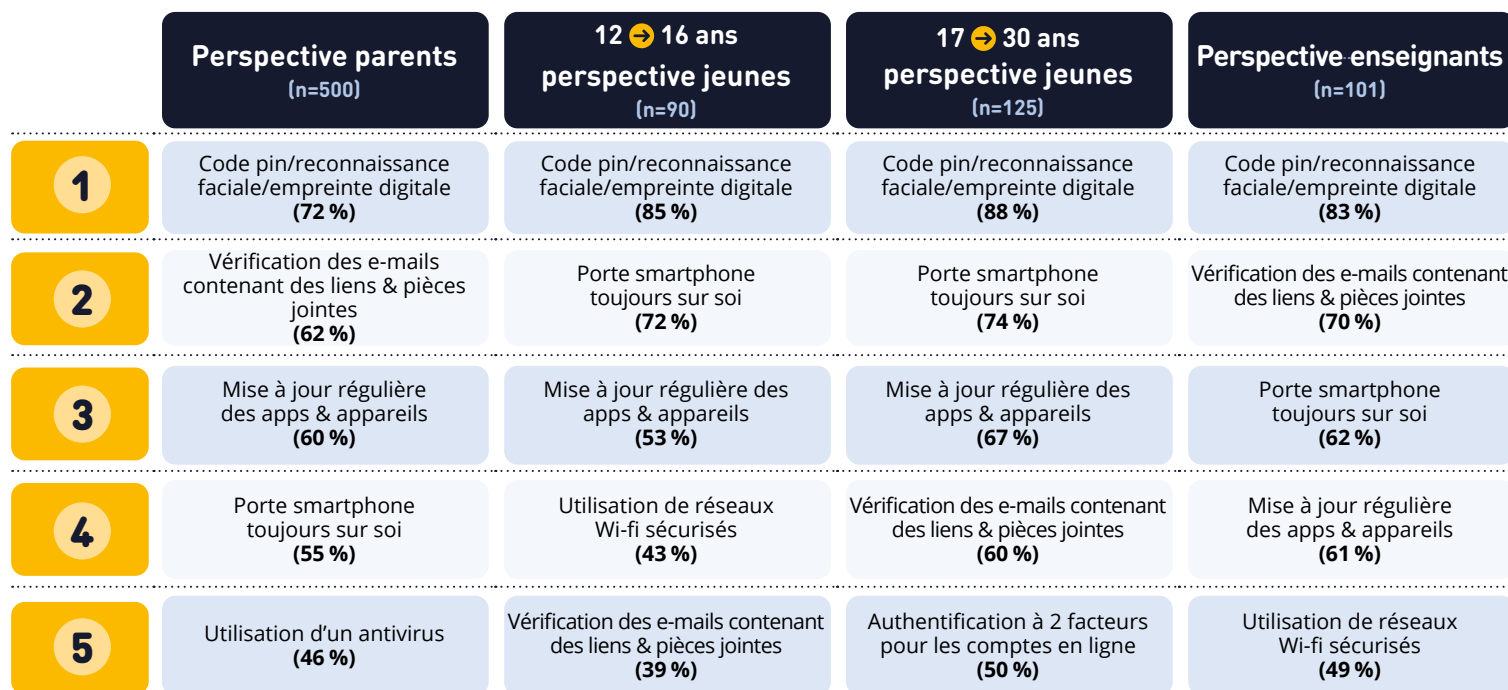 Perspective parents
(n=500)
12 → 16 ans
perspective jeunes
(n=90)
17 → 30 ans
perspective jeunes
(n=125)
Perspective enseignants
(n=101)
1
Code pin/reconnaissance
faciale/empreinte digitale
(72 %)
Code pin/reconnaissance
faciale/empreinte digitale
(85 %)
Code pin/reconnaissance
faciale/empreinte digitale
(88 %)
Code pin/reconnaissance
faciale/empreinte digitale
(83 %)
2
Vérification des e-mails
contenant des liens & pièces
jointes
(62 %)
Porte smartphone
toujours sur soi
(72 %)
Porte smartphone
toujours sur soi
(74 %)
Vérification des e-mails contenant
des liens & pièces jointes
(70 %)
3
Mise à jour régulière
des apps & appareils
(60 %)
Mise à jour régulière des
apps & appareils
(53 %)
Mise à jour régulière des
apps & appareils
(67 %)
Porte smartphone
toujours sur soi
(62 %)
4
Porte smartphone
toujours sur soi
(55 %)
Utilisation de réseaux
Wi-fi sécurisés
(43 %)
Vérification des e-mails contenant
des liens & pièces jointes
(60 %)
Mise à jour régulière
des apps & appareils
(61 %)
5
Utilisation d’un antivirus
(46 %)
Vérification des e-mails contenant
des liens & pièces jointes
(39 %)
Authentification à 2 facteurs
pour les comptes en ligne
(50 %)
Utilisation de réseaux
Wi-fi sécurisés
(49 %)